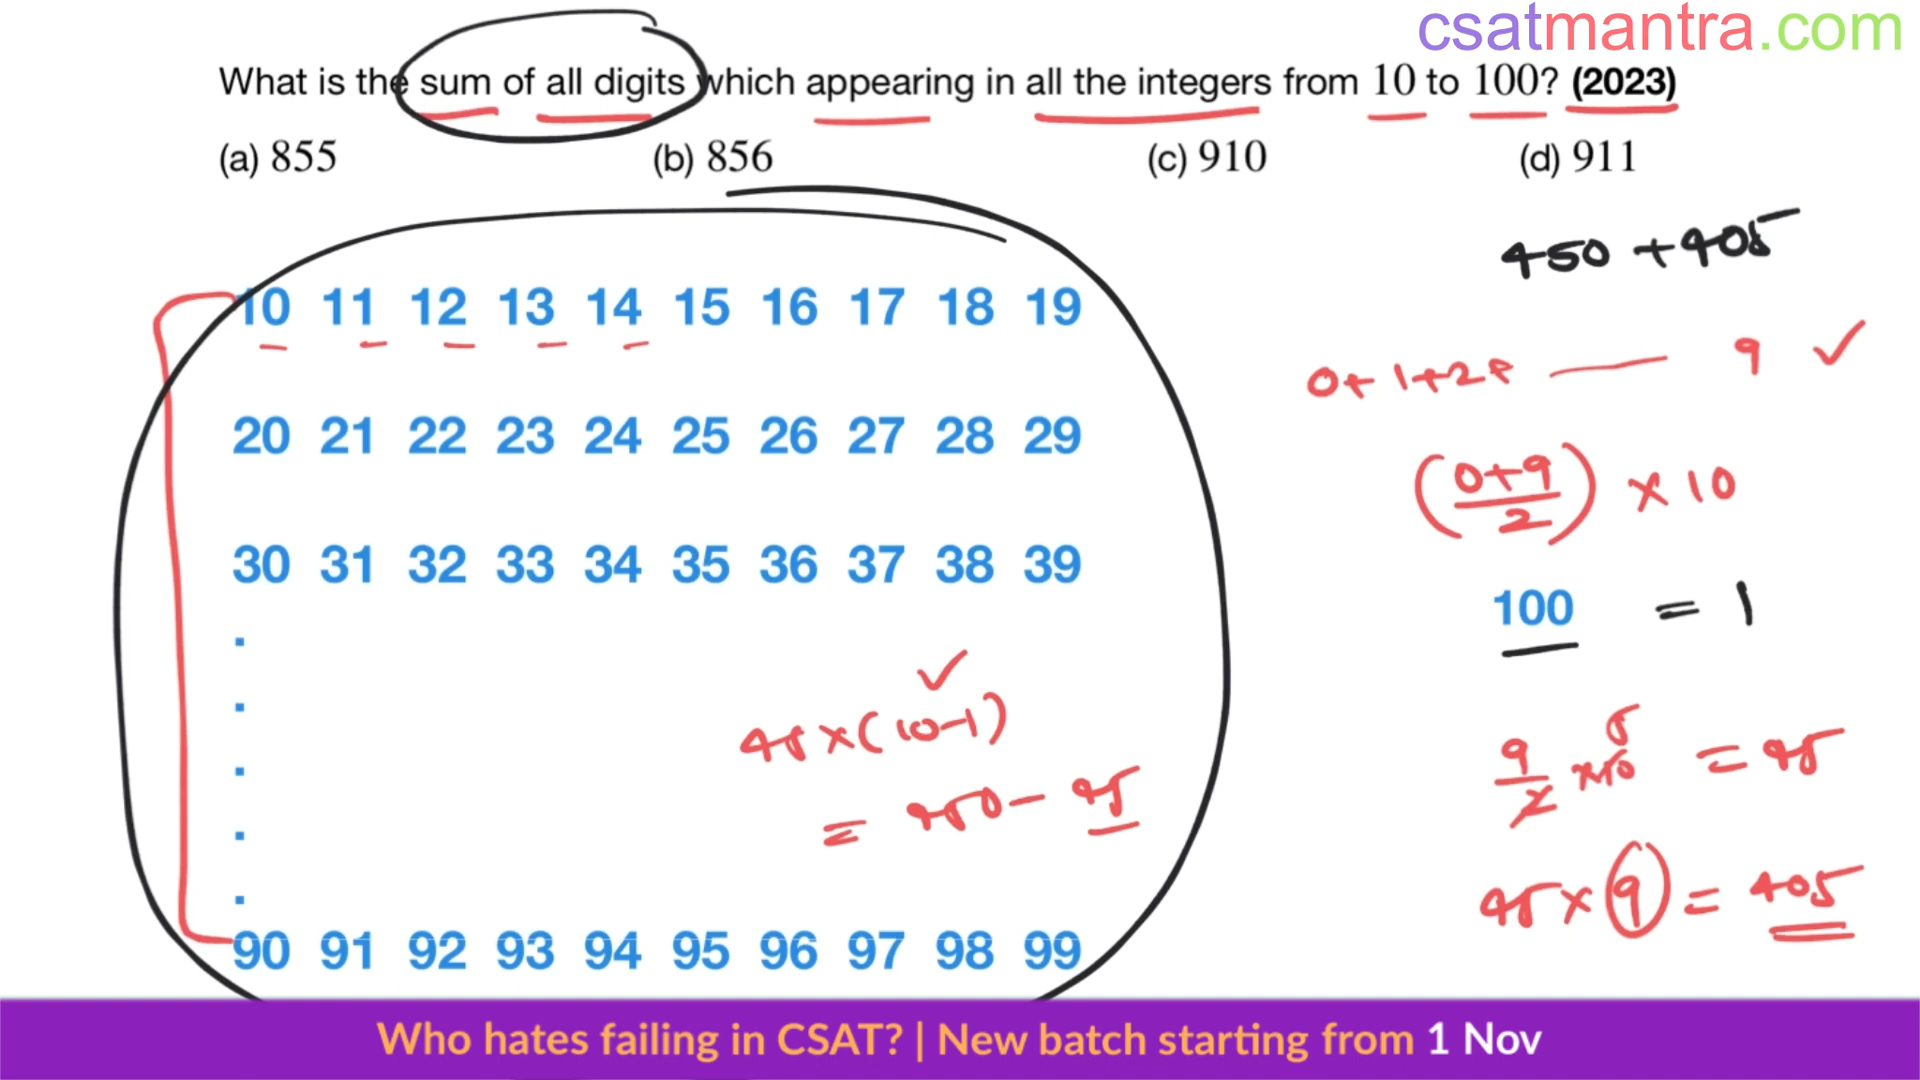 csatmantra.com
What is the sum of all digits which appearing in all the integers from 10 to 100? (2023)
(a) 855 (b) 856 (c) 910 (d) 911
450 + 405
10 11 12 13 14 15 16 17 18 19
0+1+2+ — 9 ✓
20 21 22 23 24 25 26 27 28 29
(0+9/2) × 10
30 31 32 33 34 35 36 37 38 39
100 = 1
.
.
✓
45×(10-1)
9/2 ×10 5 = 45
.
= 450 - 45
.
45 × 9 = 405
.
90 91 92 93 94 95 96 97 98 99
Who hates failing in CSAT? | New batch starting from 1 Nov